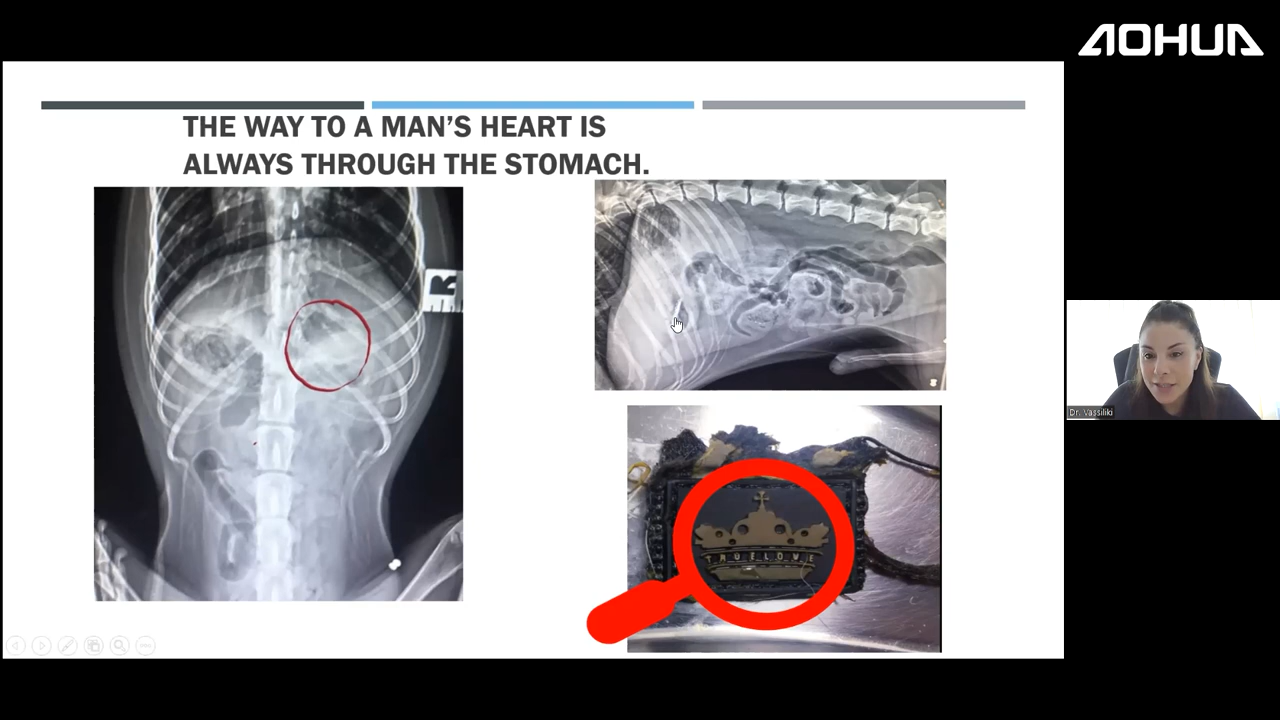 AOHUA
THE WAY TO A MAN'S HEART IS
ALWAYS THROUGH THE STOMACH.
R
TRUELOVE
Dr. Vassiliki